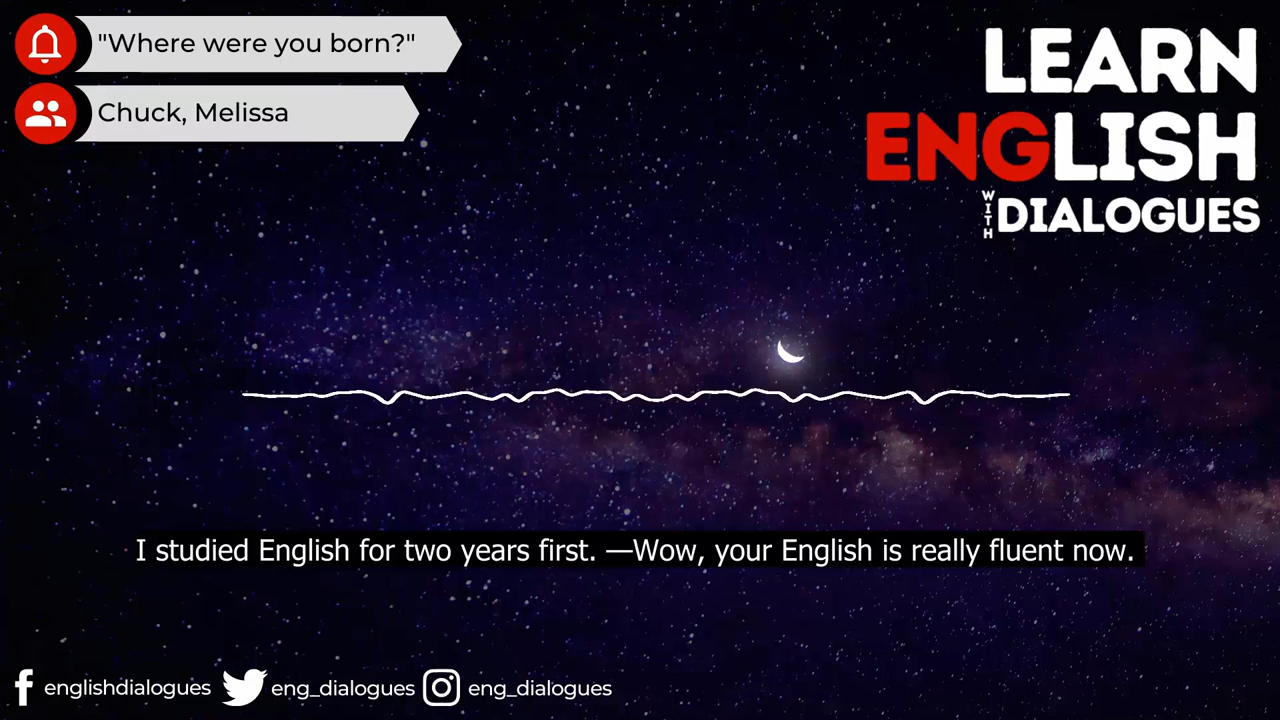 "Where were you born?"
Chuck, Melissa
LEARN
ENGLISH
WITH DIALOGUES
I studied English for two years first. —Wow, your English is really fluent now.
englishdialogues eng_dialogues eng_dialogues